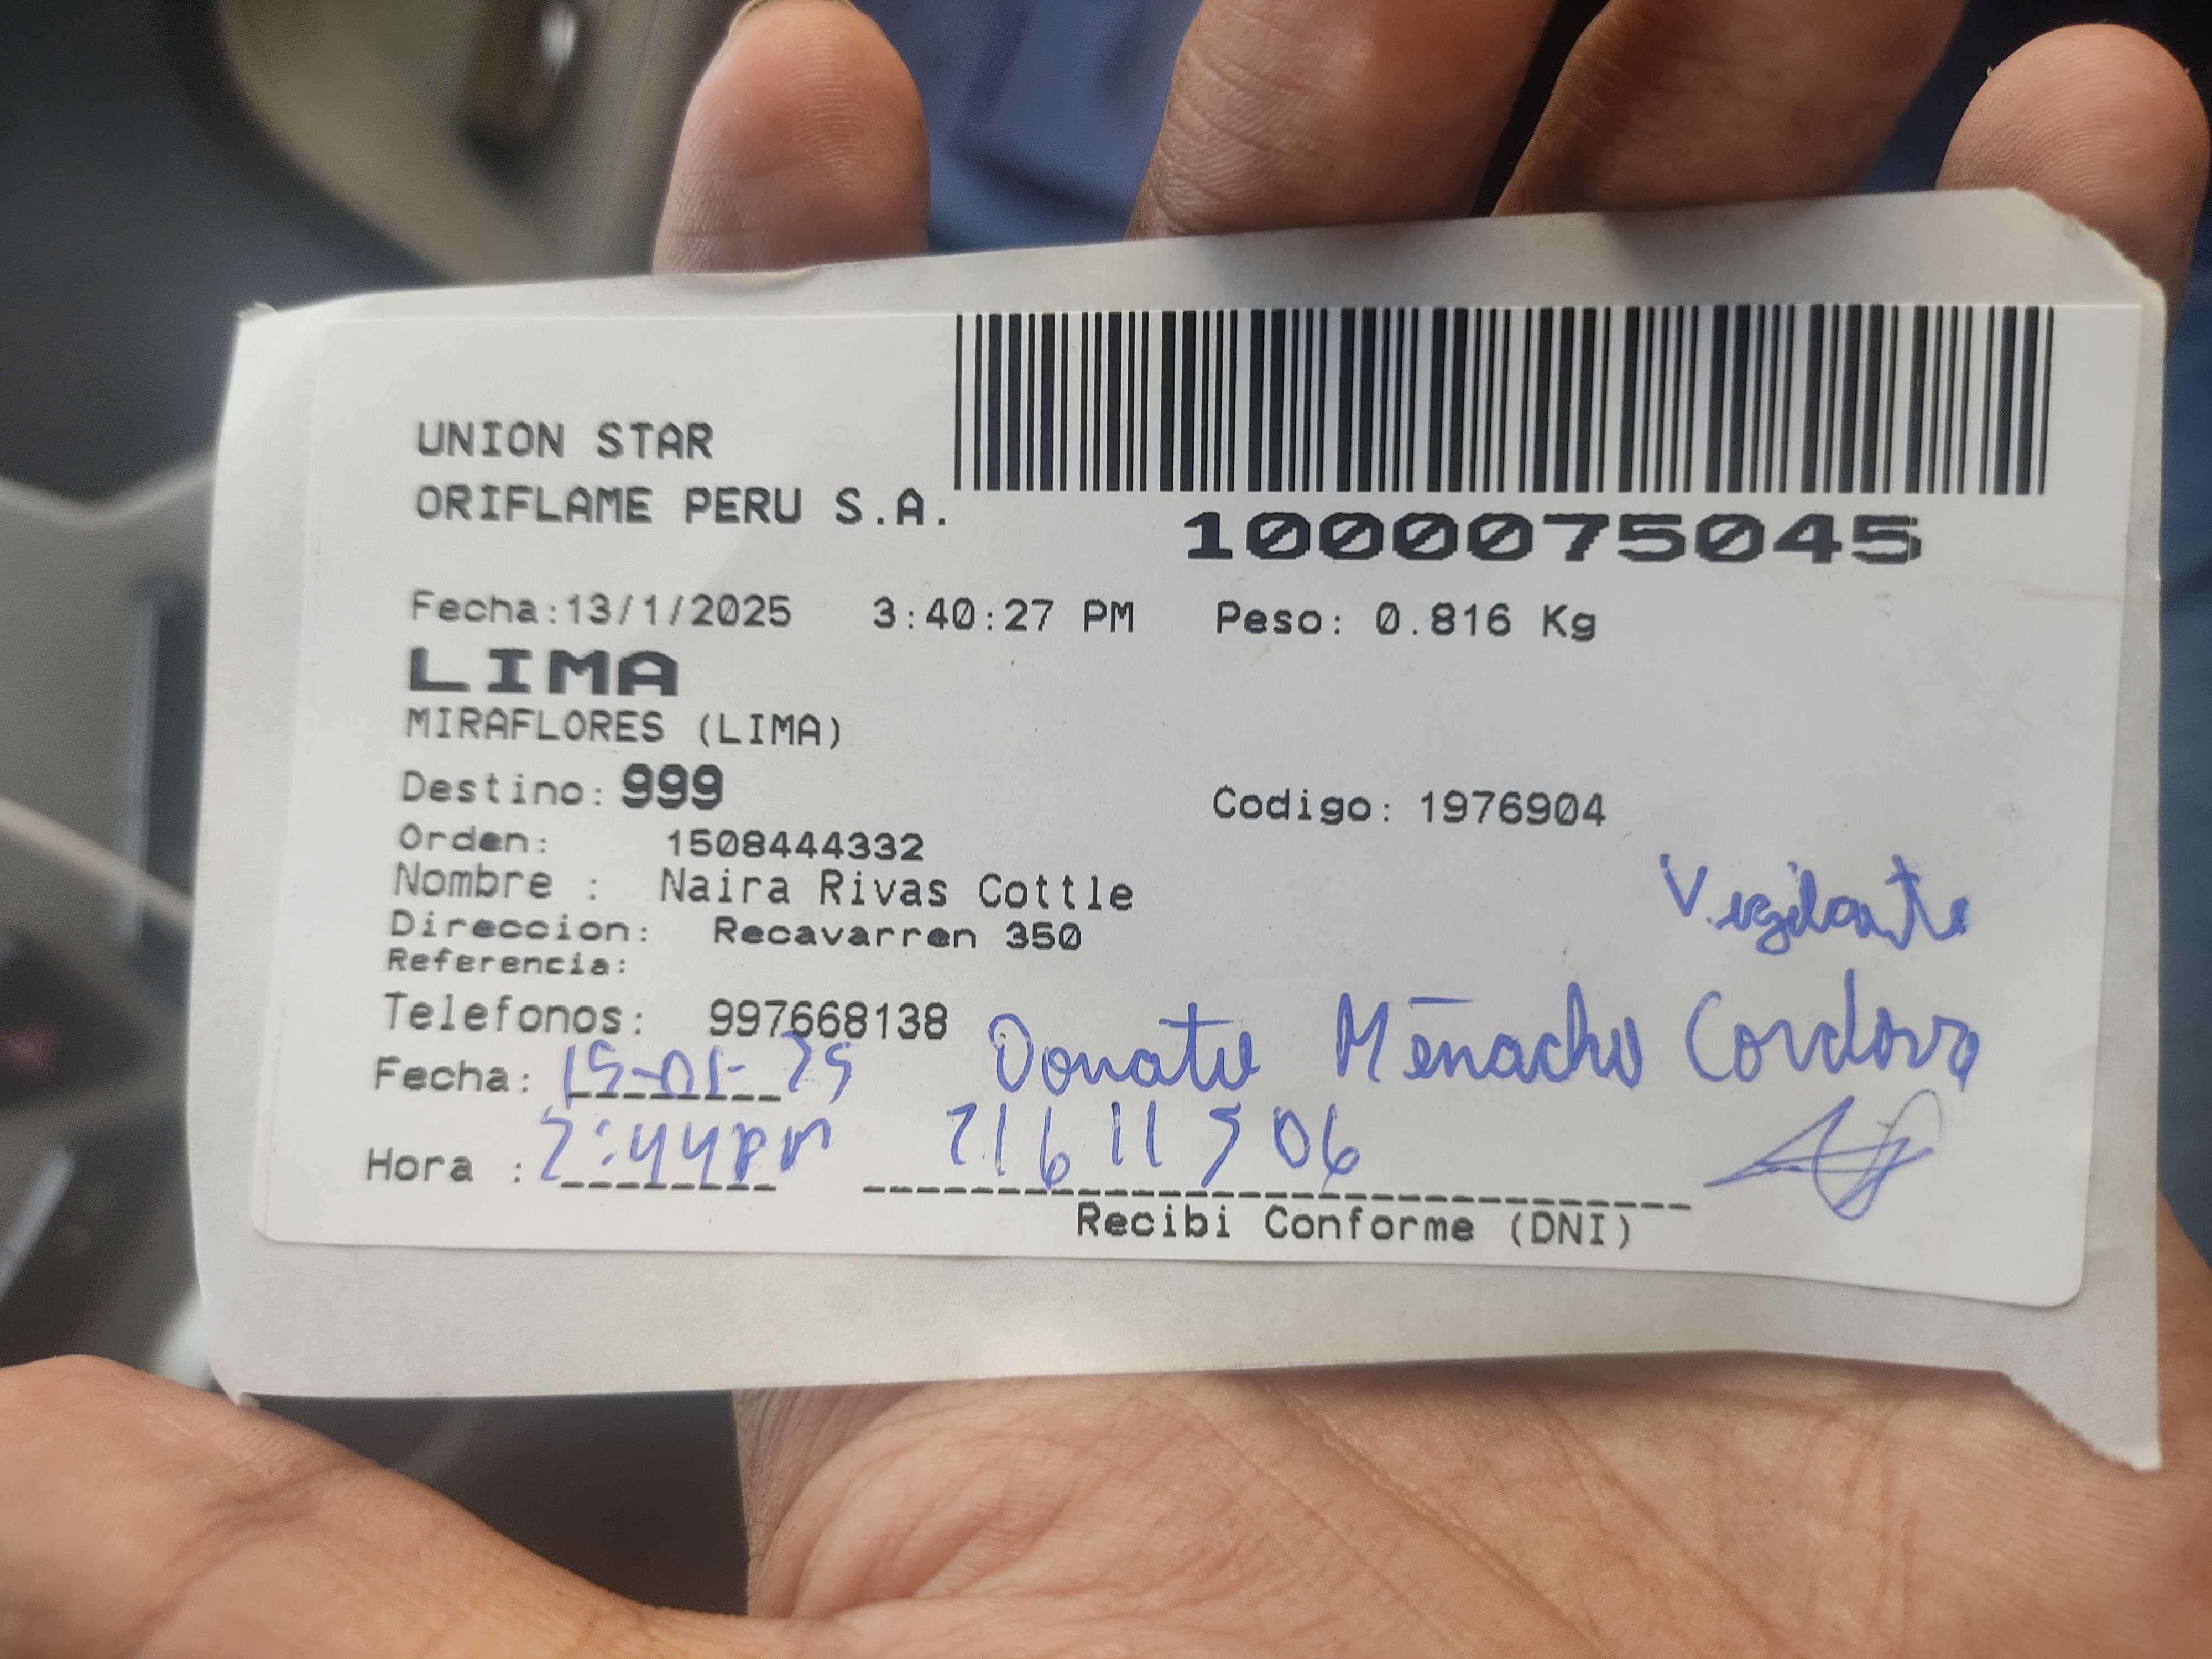 UNION STAR
ORIFLAME PERU S.A.
1000075045
Fecha:13/1/2025 3:40:27 PM Peso: 0.816 Kg
LIMA
MIRAFLORES (LIMA)
Destino: 999 Codigo: 1976904
Orden: 1508444332
Nombre : Naira Rivas Cottle
Vigilante
Direccion: Recavarren 350
Referencia:
Telefonos: 997668138
Menacho Cordova
Fecha: 15-01-25
Hora : 2:44pm
Recibi Conforme (DNI)